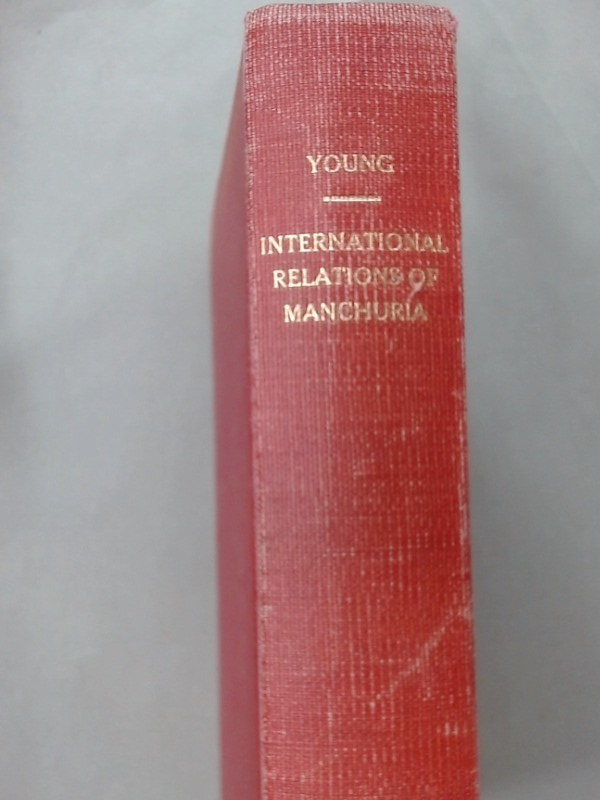 YOUNG
INTERNATIONAL
RELATIONS OF
MANCHURIA